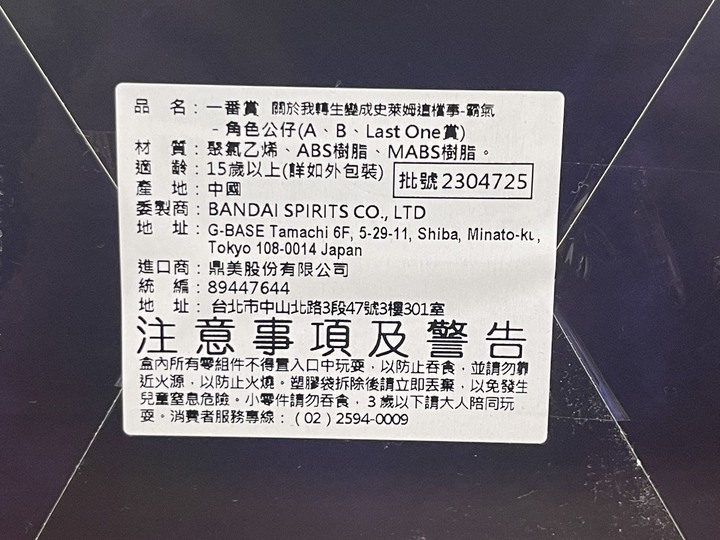 品　名：一番賞 關於我轉生變成史萊姆這檔事-霸氣
- 角色公仔(A、B、Last One賞)
材　質：聚氯乙烯、ABS樹脂、MABS樹脂。
適　齡：15歲以上(詳如外包裝) 批號2304725
產　地：中國
委製商：BANDAI SPIRITS CO., LTD
地　址：G-BASE Tamachi 6F, 5-29-11, Shiba, Minato-ku,
Tokyo 108-0014 Japan
進口商：鼎美股份有限公司
統　編：89447644
地　址：台北市中山北路3段47號3樓301室
注意事項及警告
盒內所有零組件不得置入口中玩耍，以防止吞食，並請勿靠
近火源，以防止火燒。塑膠袋拆除後請立即丟棄，以免發生
兒童窒息危險。小零件請勿吞食，3歲以下請大人陪同玩
耍。消費者服務專線：(02)2594-0009